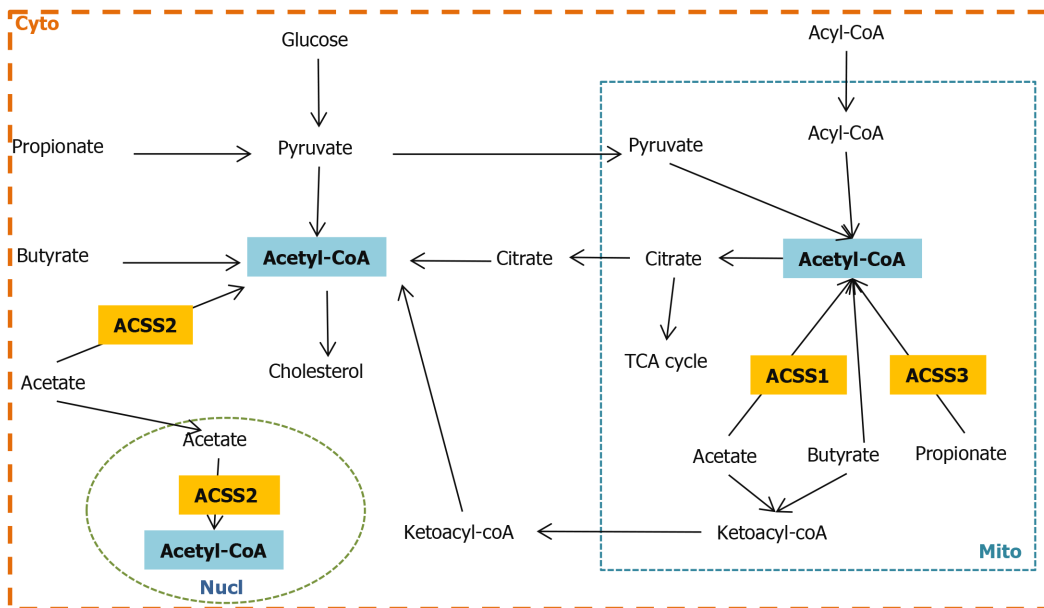 Cyto
Glucose
Acyl-CoA
Propionate
Pyruvate
Pyruvate
Acyl-CoA
Butyrate
Acetyl-CoA
Citrate
Citrate
Acetyl-CoA
ACSS2
Acetate
Cholesterol
TCA cycle
ACSS1
ACSS3
Acetate
Acetate
Butyrate
Propionate
ACSS2
Acetyl-CoA
Ketoacyl-coA
Ketoacyl-coA
Nucl
Mito